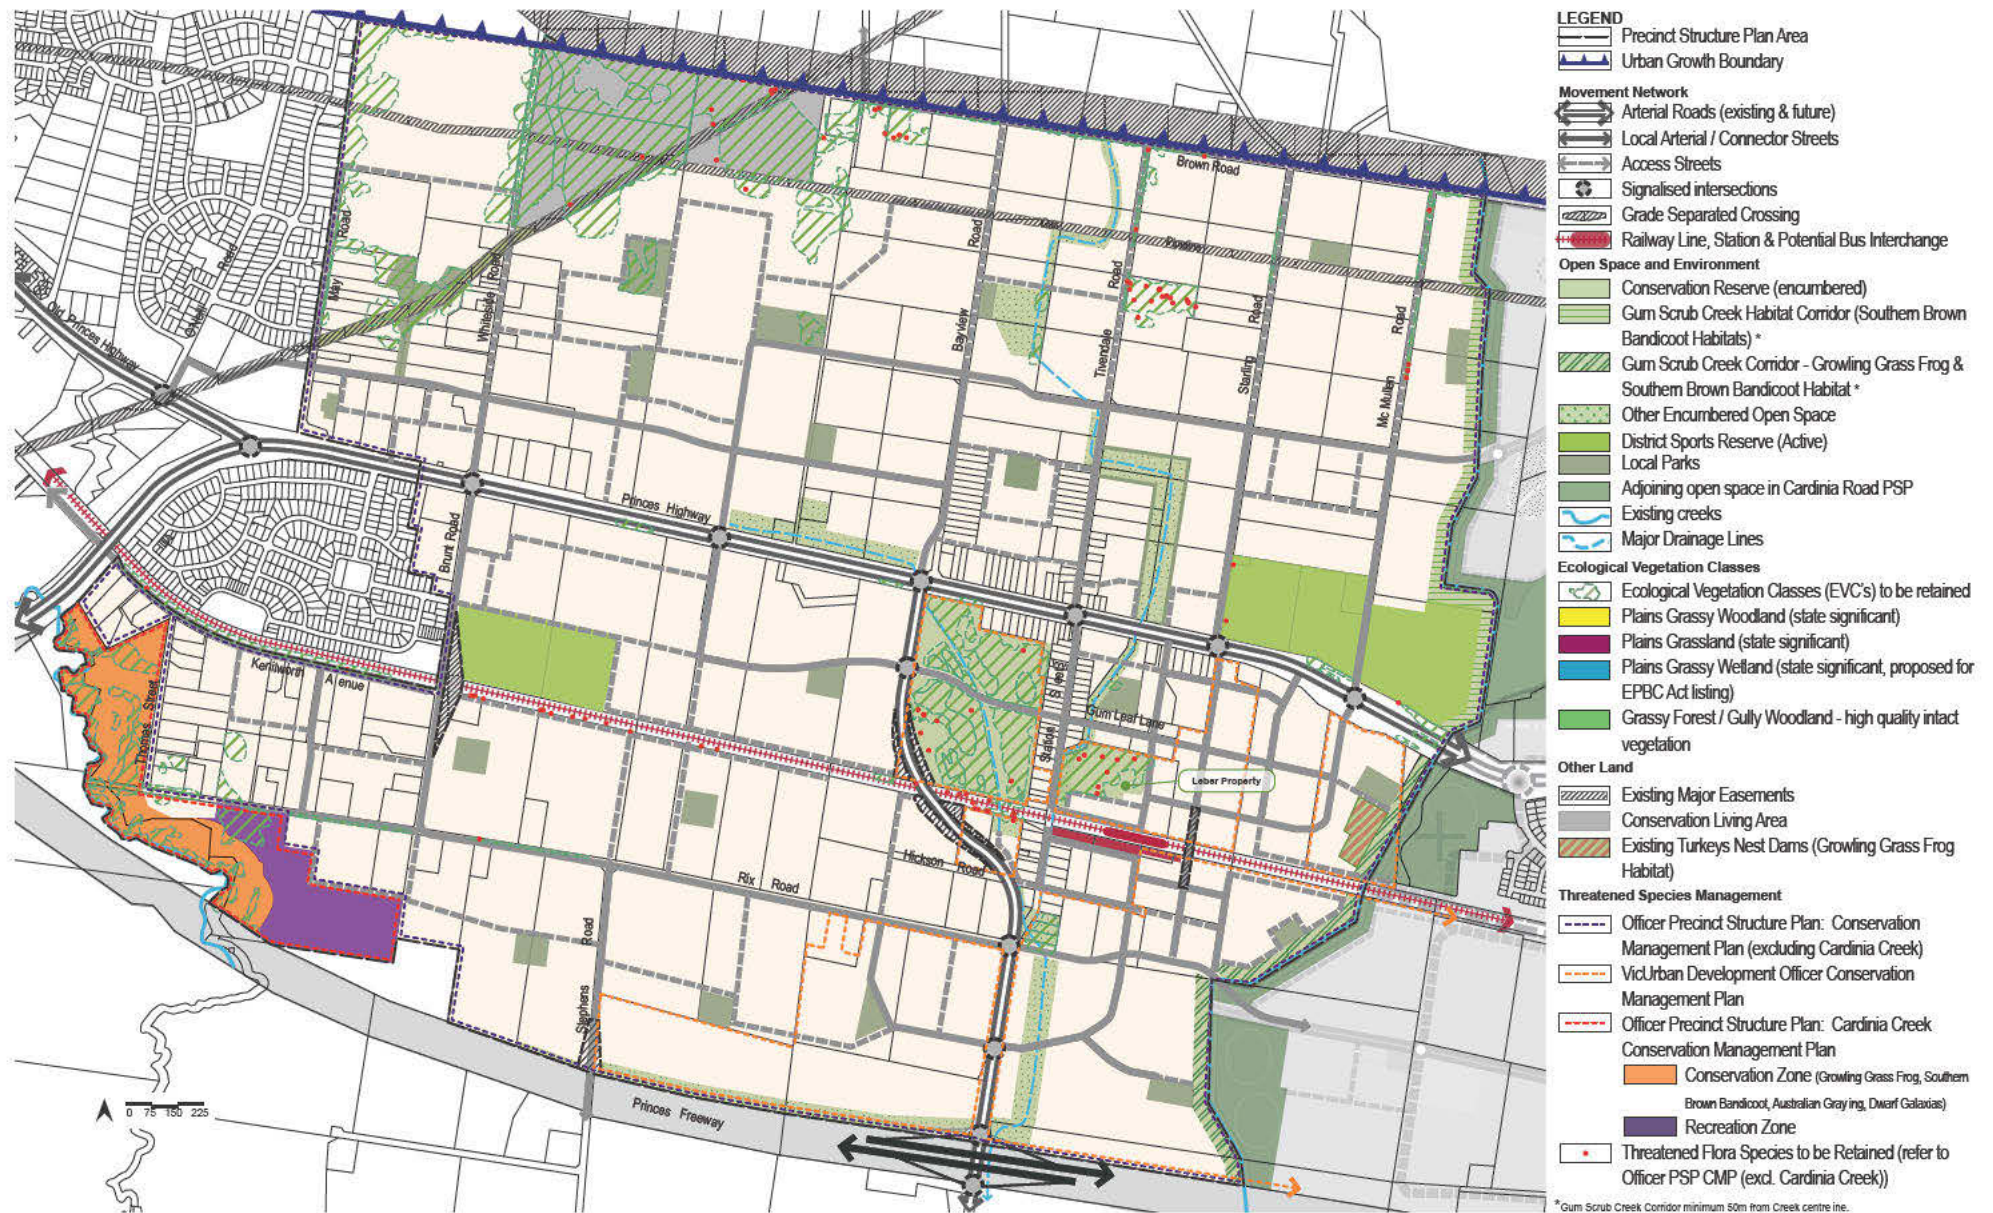 LEGEND
Precinct Structure Plan Area
Urban Growth Boundary
Movement Network
Arterial Roads (existing & future)
Local Arterial / Connector Streets
Access Streets
Signalised intersections
Grade Separated Crossing
Railway Line, Station & Potential Bus Interchange
Open Space and Environment
Conservation Reserve (encumbered)
Gum Scrub Creek Habitat Corridor (Southern Brown
Bandicoot Habitats) *
Gum Scrub Creek Corridor - Growling Grass Frog &
Southern Brown Bandicoot Habitat *
Other Encumbered Open Space
District Sports Reserve (Active)
Local Parks
Adjoining open space in Cardinia Road PSP
Existing creeks
Major Drainage Lines
Ecological Vegetation Classes
Ecological Vegetation Classes (EVC's) to be retained
Plains Grassy Woodland (state significant)
Plains Grassland (state significant)
Plains Grassy Wetland (state significant, proposed for
EPBC Act listing)
Grassy Forest / Gully Woodland - high quality intact
vegetation
Other Land
Existing Major Easements
Conservation Living Area
Existing Turkeys Nest Dams (Growling Grass Frog
Habitat)
Threatened Species Management
Officer Precinct Structure Plan: Conservation
Management Plan (excluding Cardinia Creek)
VicUrban Development Officer Conservation
Management Plan
Officer Precinct Structure Plan: Cardinia Creek
Conservation Management Plan
Conservation Zone (Growling Grass Frog, Southern
Brown Bandicoot, Australian Grayling, Dwarf Galaxias)
Recreation Zone
Threatened Flora Species to be Retained (refer to
Officer PSP CMP (excl. Cardinia Creek))
*Gum Scrub Creek Corridor minimum 50m from Creek centre ine.
Brown Road
Old Princes Highway
O'Neil Road
May Road
Whiteside Road
Bayview Road
Tivendale Road
Starling Road
Mc Mullen Road
Princes Highway
Brunt Road
Kenilworth A enue
Thomas Street
Station Street
Gum Leaf Lane
Leber Property
Hickson Road
Rix Road
Stephens Road
Princes Freeway
0 75 150 225